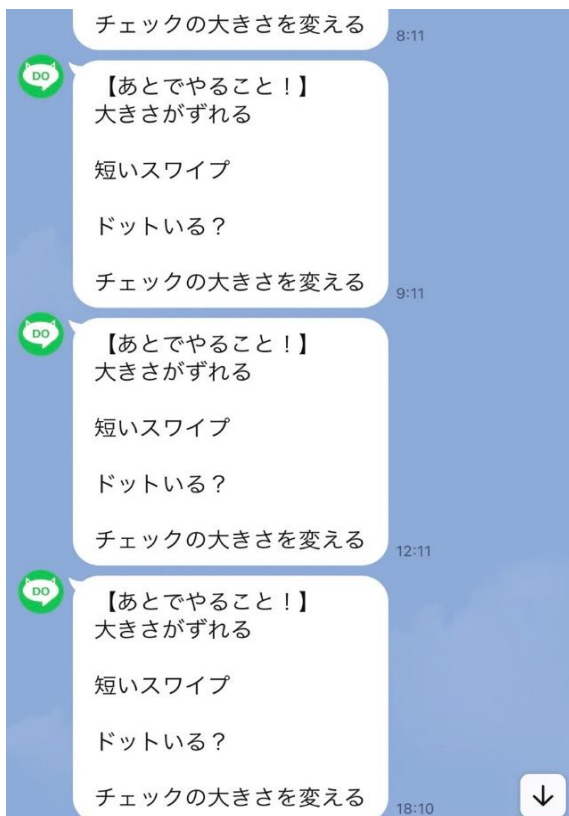 チェックの大きさを変える
8:11
DO
【あとでやること！】
大きさがずれる
短いスワイプ
ドットいる？
チェックの大きさを変える
9:11
DO
【あとでやること！】
大きさがずれる
短いスワイプ
ドットいる？
チェックの大きさを変える
12:11
DO
【あとでやること！】
大きさがずれる
短いスワイプ
ドットいる？
チェックの大きさを変える
18:10